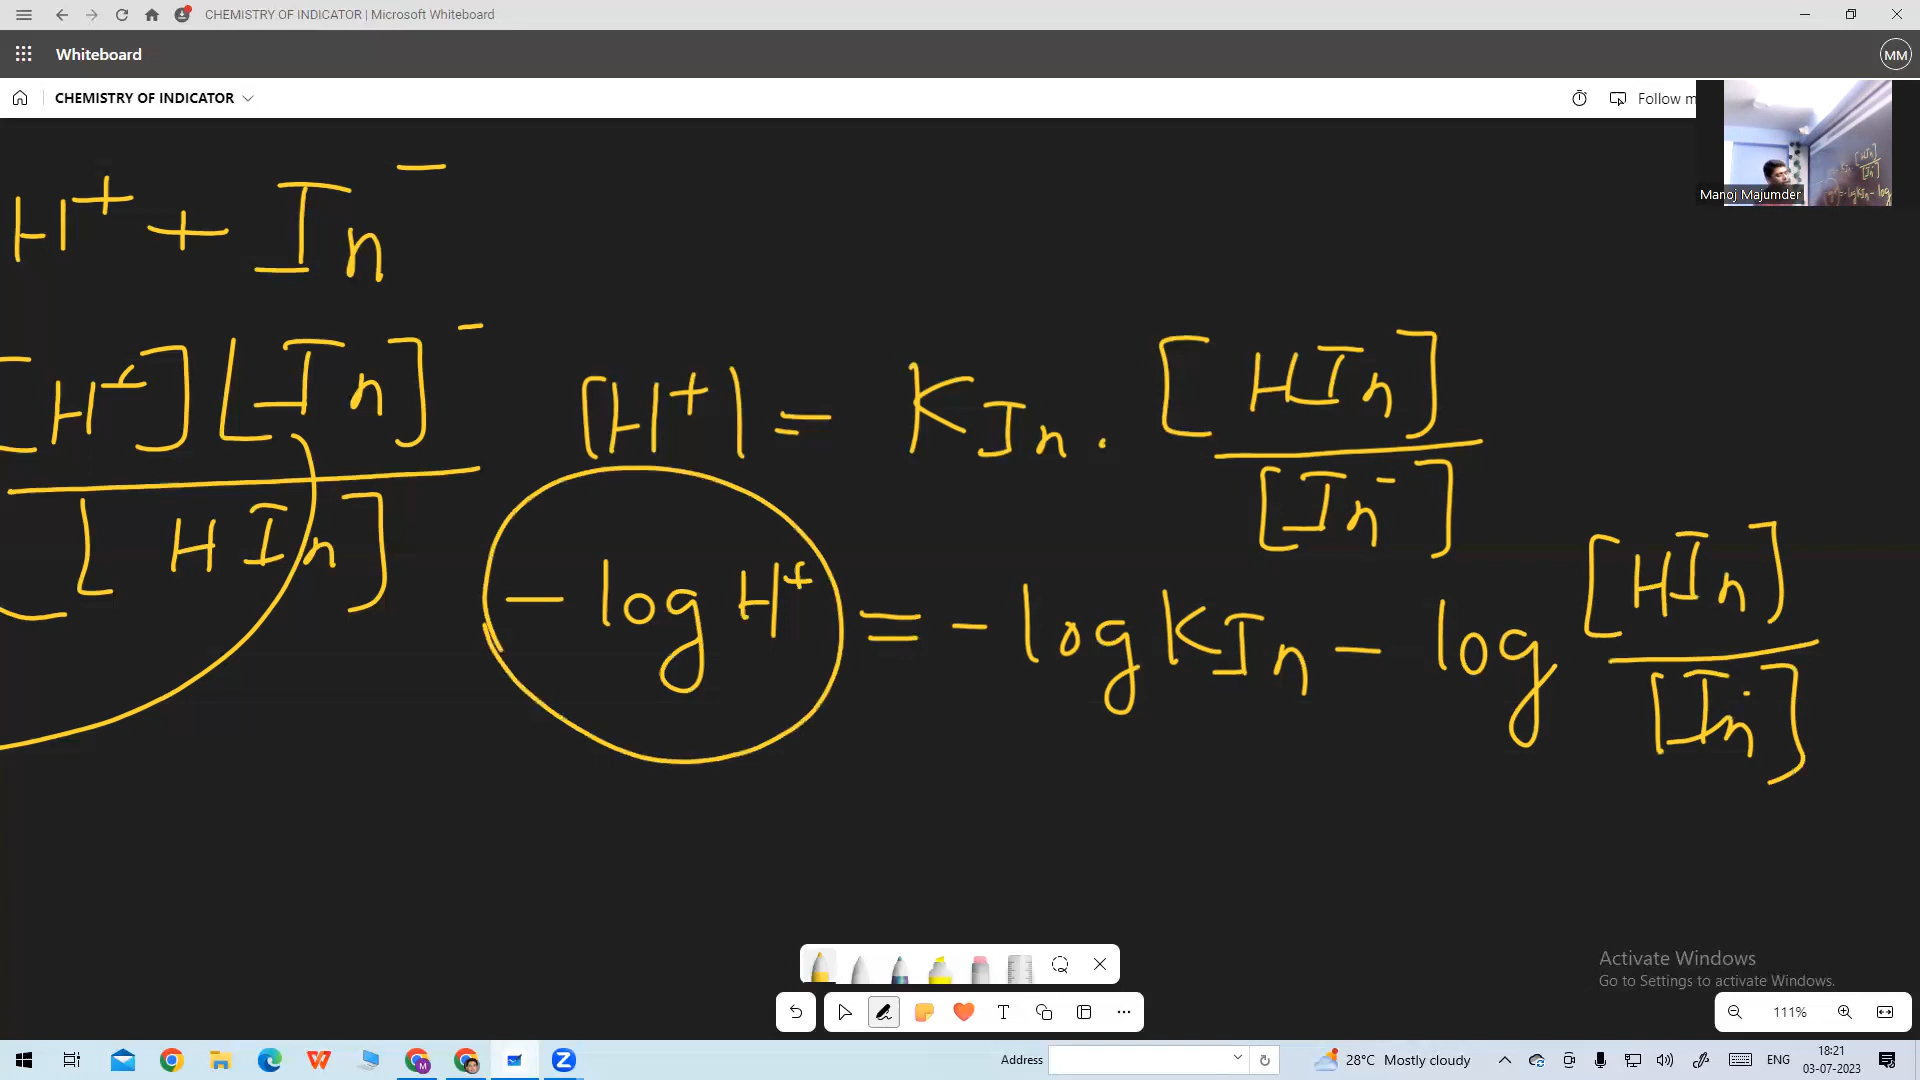 CHEMISTRY OF INDICATOR | Microsoft Whiteboard
Whiteboard
MM
CHEMISTRY OF INDICATOR
Follow m
Manoj Majumder
H⁺ + In⁻
[H⁺][In]⁻
[HIn]
[H⁺] = KIn . [HIn]
[In⁻]
- log H⁺ = - log KIn - log [HIn]
[In⁻]
Activate Windows
Go to Settings to activate Windows.
111%
Address
28°C Mostly cloudy
ENG
18:21
03-07-2023